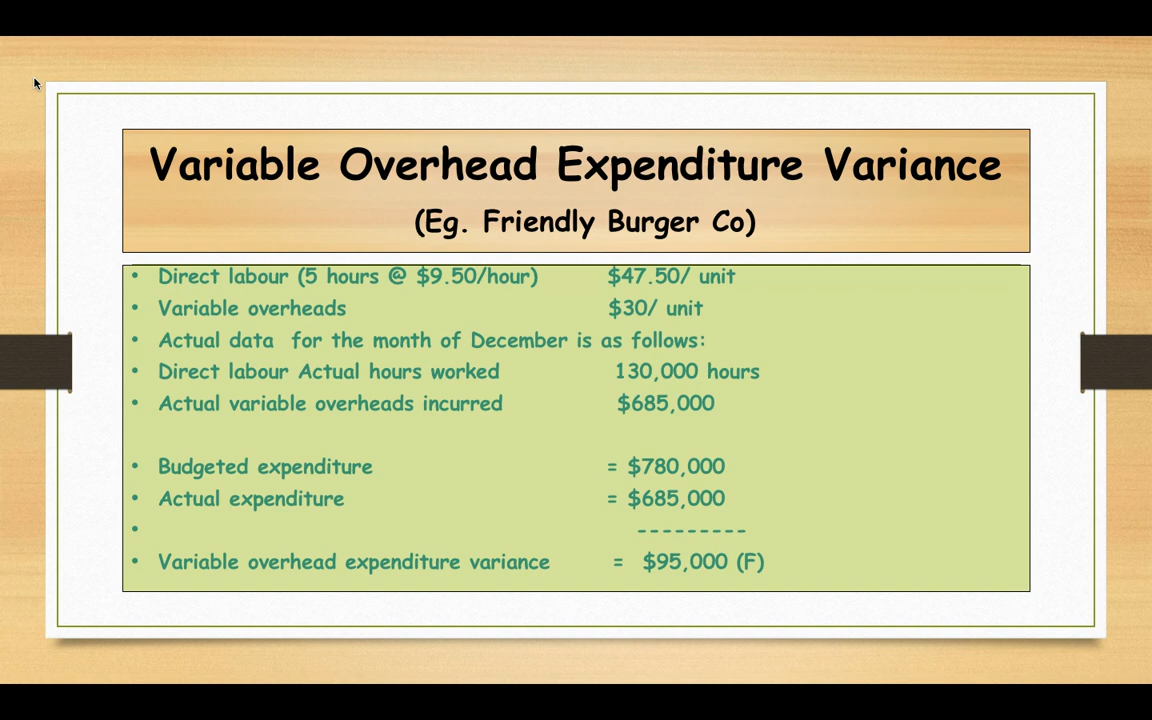 Variable Overhead Expenditure Variance
(Eg. Friendly Burger Co)
• Direct labour (5 hours @ $9.50/hour) $47.50/ unit
• Variable overheads $30/ unit
• Actual data for the month of December is as follows:
• Direct labour Actual hours worked 130,000 hours
• Actual variable overheads incurred $685,000
• Budgeted expenditure = $780,000
• Actual expenditure = $685,000
• ---------
• Variable overhead expenditure variance = $95,000 (F)